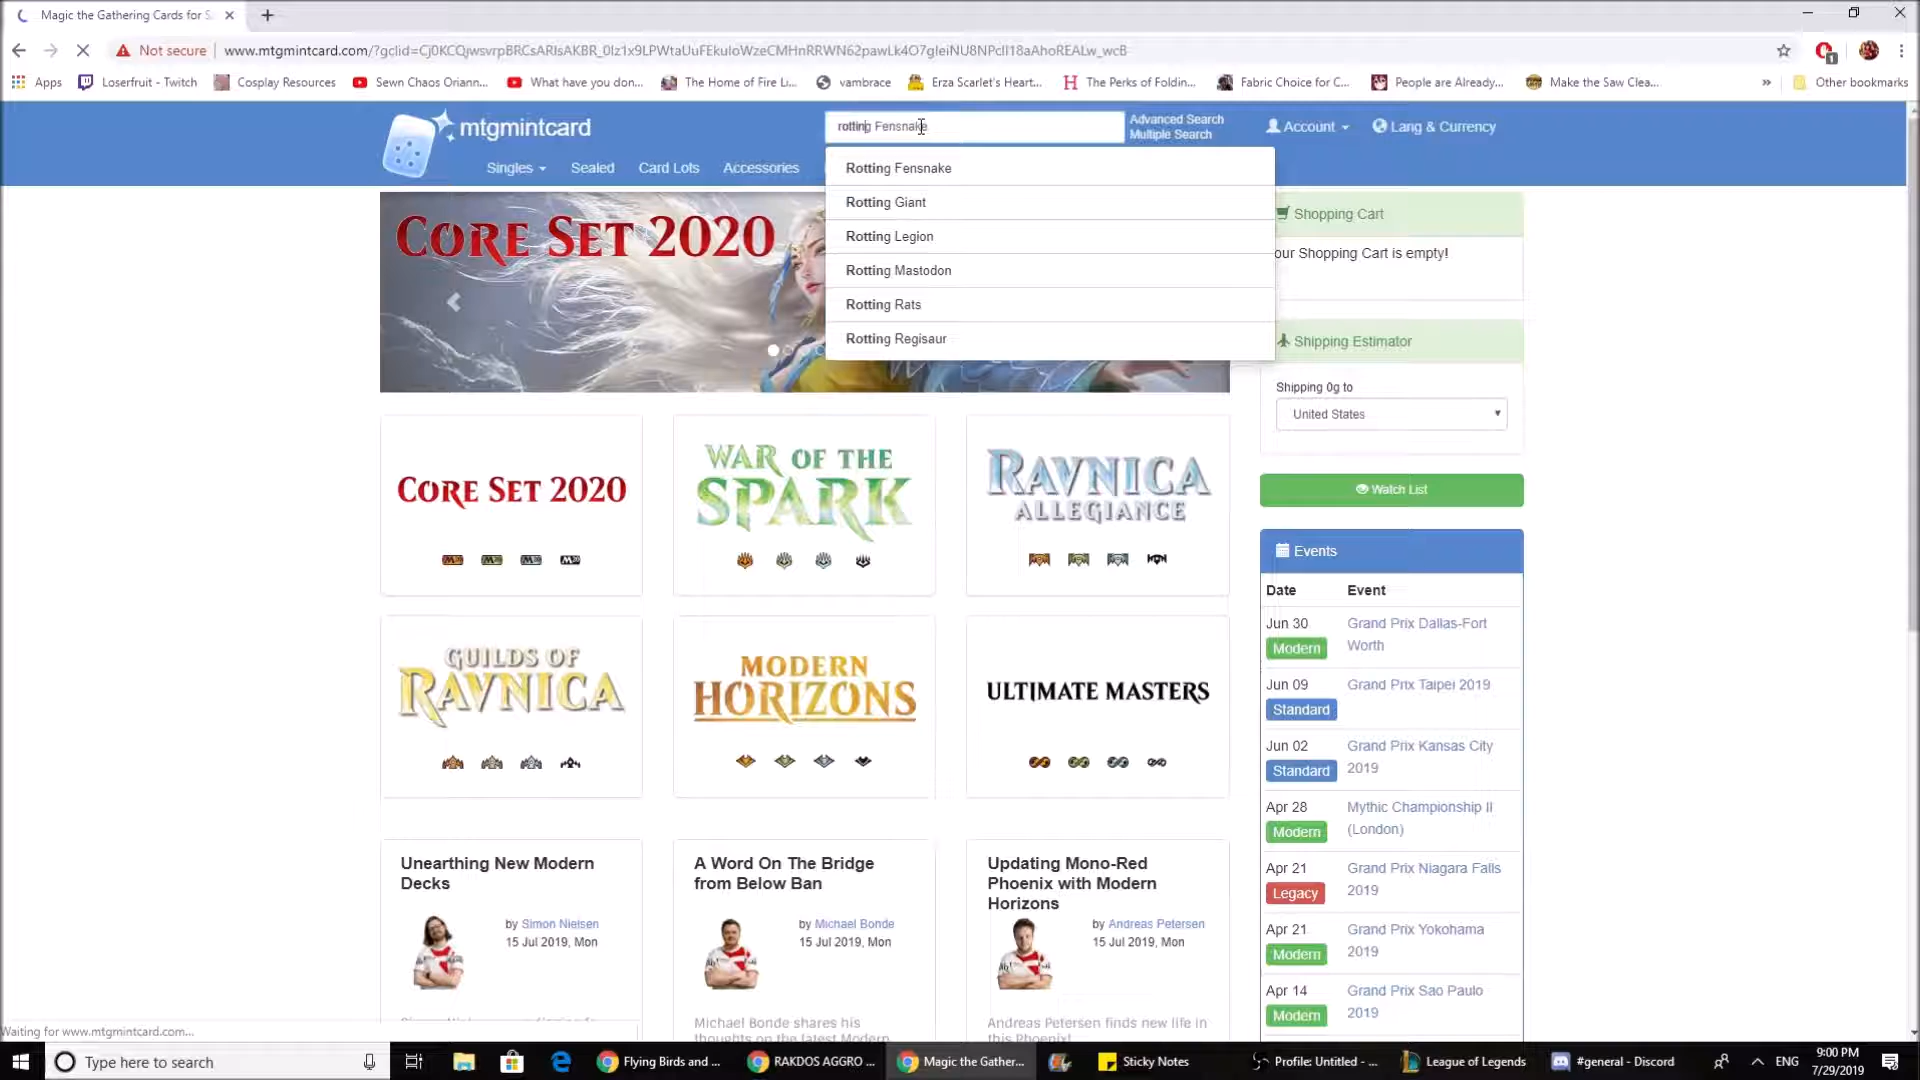 Magic the Gathering Cards for S
Not secure
www.mtgmintcard.com/?gclid=Cj0KCQjwsvrpBRCsARIsAKBR_0lz1x9LPWtaUuFEkuloWzeCMHnRRWN62pawLk4O7gIeiNU8NPclI18aAhoREALw_wcB
Apps
Loserfruit - Twitch
Cosplay Resources
Sewn Chaos Oriann...
What have you don...
The Home of Fire Li...
vambrace
Erza Scarlet's Heart...
The Perks of Foldin...
Fabric Choice for C...
People are Already...
Make the Saw Clea...
Other bookmarks
mtgmintcard
rotting Fensnake
Advanced Search
Multiple Search
Account
Lang & Currency
Singles
Sealed
Card Lots
Accessories
Rotting Fensnake
Rotting Giant
Rotting Legion
Rotting Mastodon
Rotting Rats
Rotting Regisaur
CORE SET 2020
Shopping Cart
our Shopping Cart is empty!
Shipping Estimator
Shipping 0g to
United States
Watch List
CORE SET 2020
WAR OF THE
SPARK
RAVNICA
ALLEGIANCE
GUILDS OF
RAVNICA
MODERN
HORIZONS
ULTIMATE MASTERS
Events
Date Event
Jun 30 Grand Prix Dallas-Fort
Worth
Modern
Jun 09 Grand Prix Taipei 2019
Standard
Jun 02 Grand Prix Kansas City
2019
Standard
Apr 28 Mythic Championship II
(London)
Modern
Apr 21 Grand Prix Niagara Falls
2019
Legacy
Apr 21 Grand Prix Yokohama
2019
Modern
Apr 14 Grand Prix Sao Paulo
2019
Modern
Unearthing New Modern
Decks
by Simon Nielsen
15 Jul 2019, Mon
A Word On The Bridge
from Below Ban
by Michael Bonde
15 Jul 2019, Mon
Michael Bonde shares his
thoughts on the latest Modern
Updating Mono-Red
Phoenix with Modern
Horizons
by Andreas Petersen
15 Jul 2019, Mon
Andreas Petersen finds new life in
this Phoenix!
Waiting for www.mtgmintcard.com...
Type here to search
Flying Birds and ...
RAKDOS AGGRO ...
Magic the Gather...
Sticky Notes
Profile: Untitled - ...
League of Legends
#general - Discord
ENG
9:00 PM
7/29/2019